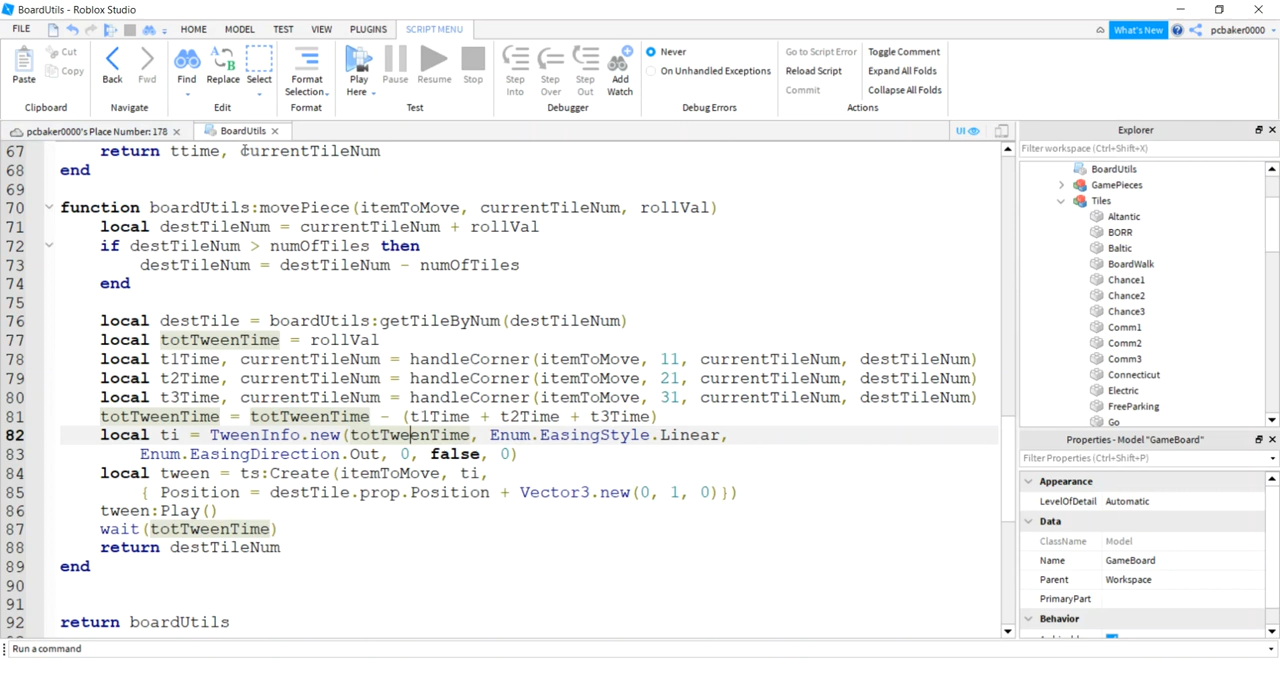 BoardUtils - Roblox Studio
FILE HOME MODEL TEST VIEW PLUGINS SCRIPT MENU What's New pcbaker0000
Paste Cut Copy Back Fwd Find Replace Select Format Selection Play Here Pause Resume Stop Step Into Step Over Step Out Add Watch Never On Unhandled Exceptions Go to Script Error Reload Script Commit Toggle Comment Expand All Folds Collapse All Folds
Clipboard Navigate Edit Format Test Debugger Debug Errors Actions
pcbaker0000's Place Number: 178 BoardUtils UI
67 return ttime, currentTileNum
68 end
69
70 function boardUtils:movePiece(itemToMove, currentTileNum, rollVal)
71 local destTileNum = currentTileNum + rollVal
72 if destTileNum > numOfTiles then
73 destTileNum = destTileNum - numOfTiles
74 end
75
76 local destTile = boardUtils:getTileByNum(destTileNum)
77 local totTweenTime = rollVal
78 local t1Time, currentTileNum = handleCorner(itemToMove, 11, currentTileNum, destTileNum)
79 local t2Time, currentTileNum = handleCorner(itemToMove, 21, currentTileNum, destTileNum)
80 local t3Time, currentTileNum = handleCorner(itemToMove, 31, currentTileNum, destTileNum)
81 totTweenTime = totTweenTime - (t1Time + t2Time + t3Time)
82 local ti = TweenInfo.new(totTweenTime, Enum.EasingStyle.Linear,
83 Enum.EasingDirection.Out, 0, false, 0)
84 local tween = ts:Create(itemToMove, ti,
85 { Position = destTile.prop.Position + Vector3.new(0, 1, 0)})
86 tween:Play()
87 wait(totTweenTime)
88 return destTileNum
89 end
90
91
92 return boardUtils
Explorer
Filter workspace (Ctrl+Shift+X)
BoardUtils
GamePieces
Tiles
Altantic
BORR
Baltic
BoardWalk
Chance1
Chance2
Chance3
Comm1
Comm2
Comm3
Connecticut
Electric
FreeParking
Go
Properties - Model "GameBoard"
Filter Properties (Ctrl+Shift+P)
Appearance
LevelOfDetail Automatic
Data
ClassName Model
Name GameBoard
Parent Workspace
PrimaryPart
Behavior
Run a command